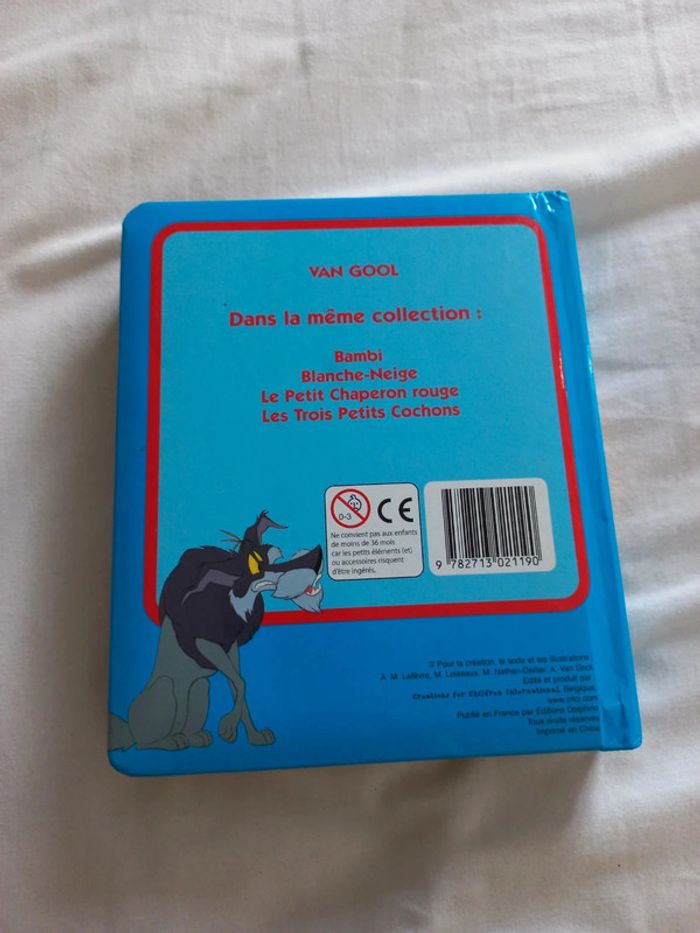 VAN GOOL
Dans la même collection :
Bambi
Blanche-Neige
Le Petit Chaperon rouge
Les Trois Petits Cochons
0-3
CE
Ne convient pas aux enfants
de moins de 36 mois
car les petits éléments (et)
ou accessoires risquent
d'être ingérés.
9 782713 021190
© Pour la création, le texte et les illustrations :
A. M. Lefèvre, M. Loiseaux, M. Nathan-Deiller, A. Van Gool.
Edité et produit par :
Creations for Children International, Belgique.
www.c4ci.com
Publié en France par Éditions Dolphino
Tous droits réservés
Imprimé en Chine